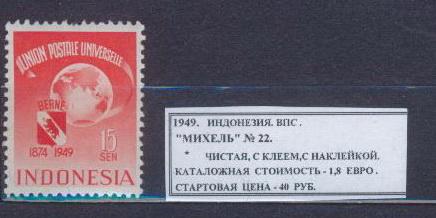 UNION POSTALE UNIVERSELLE
BERNE
15
SEN
1874 1949
INDONESIA
1949. ИНДОНЕЗИЯ. ВПС.
"МИХЕЛЬ" № 22.
* ЧИСТАЯ, С КЛЕЕМ,С НАКЛЕЙКОЙ.
КАТАЛОЖНАЯ СТОИМОСТЬ - 1,8 ЕВРО.
СТАРТОВАЯ ЦЕНА - 40 РУБ.